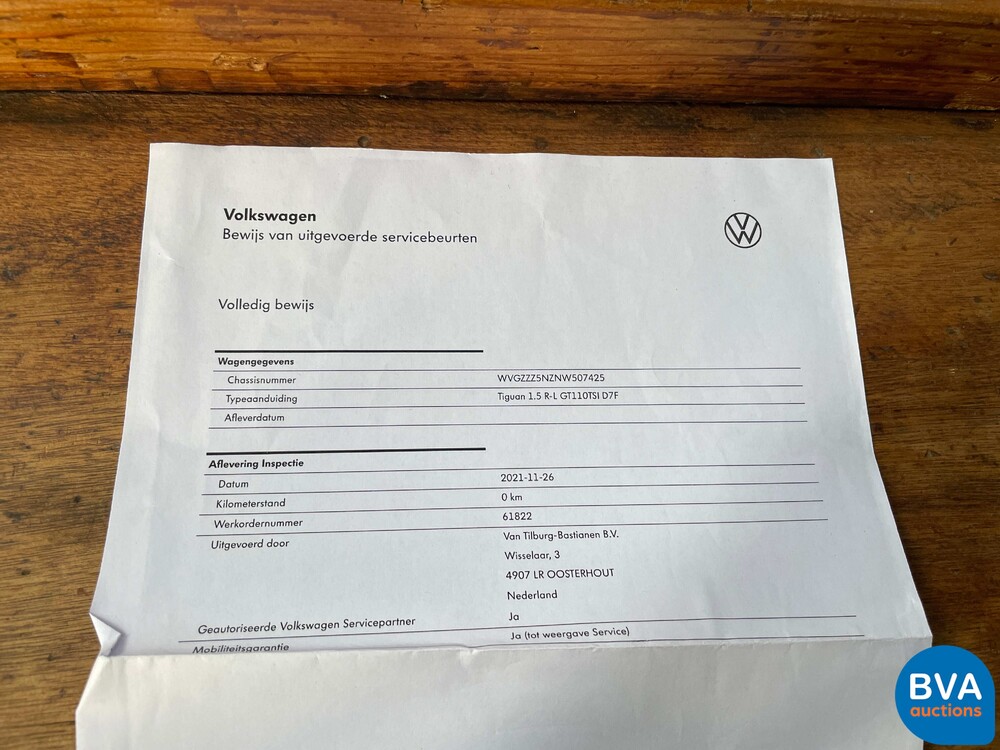 Volkswagen
Bewijs van uitgevoerde servicebeurten
Volledig bewijs
Wagengegevens
Chassisnummer WVGZZZ5NZNW507425
Typeaanduiding Tiguan 1.5 R-L GT110TSI D7F
Afleverdatum
Aflevering Inspectie
Datum 2021-11-26
Kilometerstand 0 km
Werkordernummer 61822
Uitgevoerd door Van Tilburg-Bastianen B.V.
Wisselaar, 3
4907 LR OOSTERHOUT
Nederland
Geautoriseerde Volkswagen Servicepartner Ja
Mobiliteitsgarantie Ja (tot weergave Service)
BVA
auctions